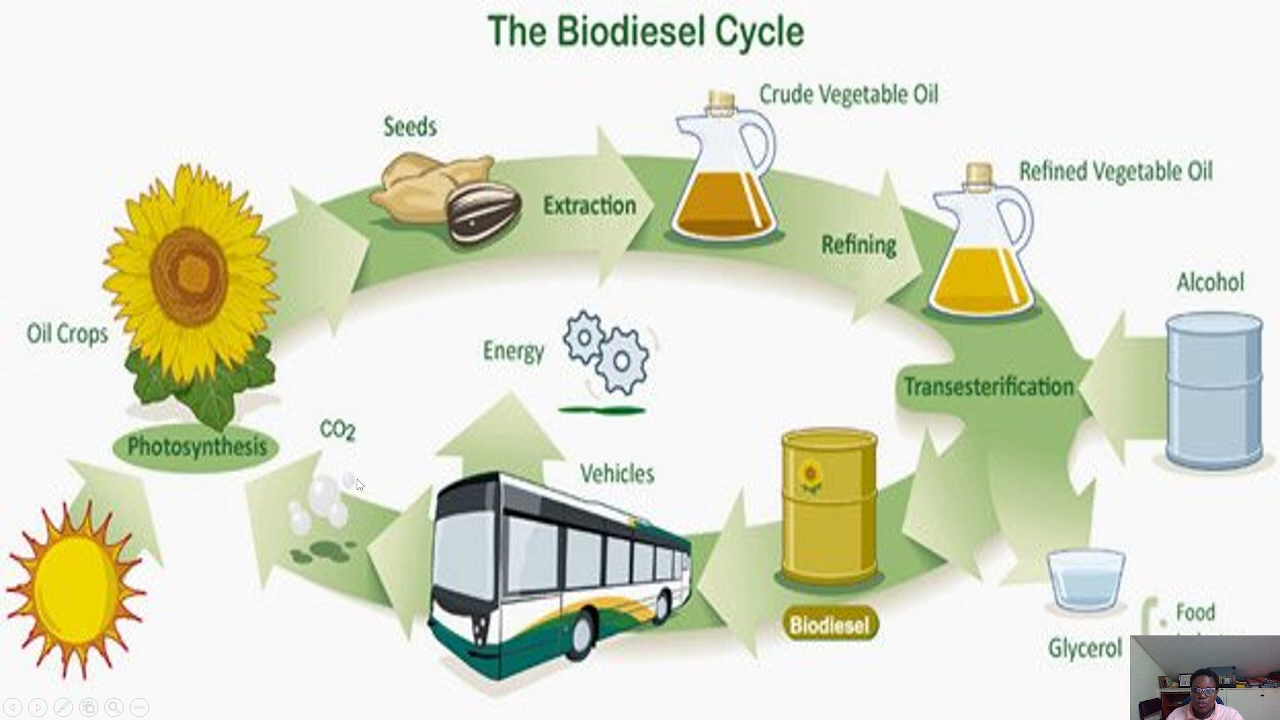 The Biodiesel Cycle
Crude Vegetable Oil
Seeds
Refined Vegetable Oil
Extraction
Refining
Alcohol
Oil Crops
Energy
Transesterification
CO2
Photosynthesis
Vehicles
Biodiesel
Food
Glycerol